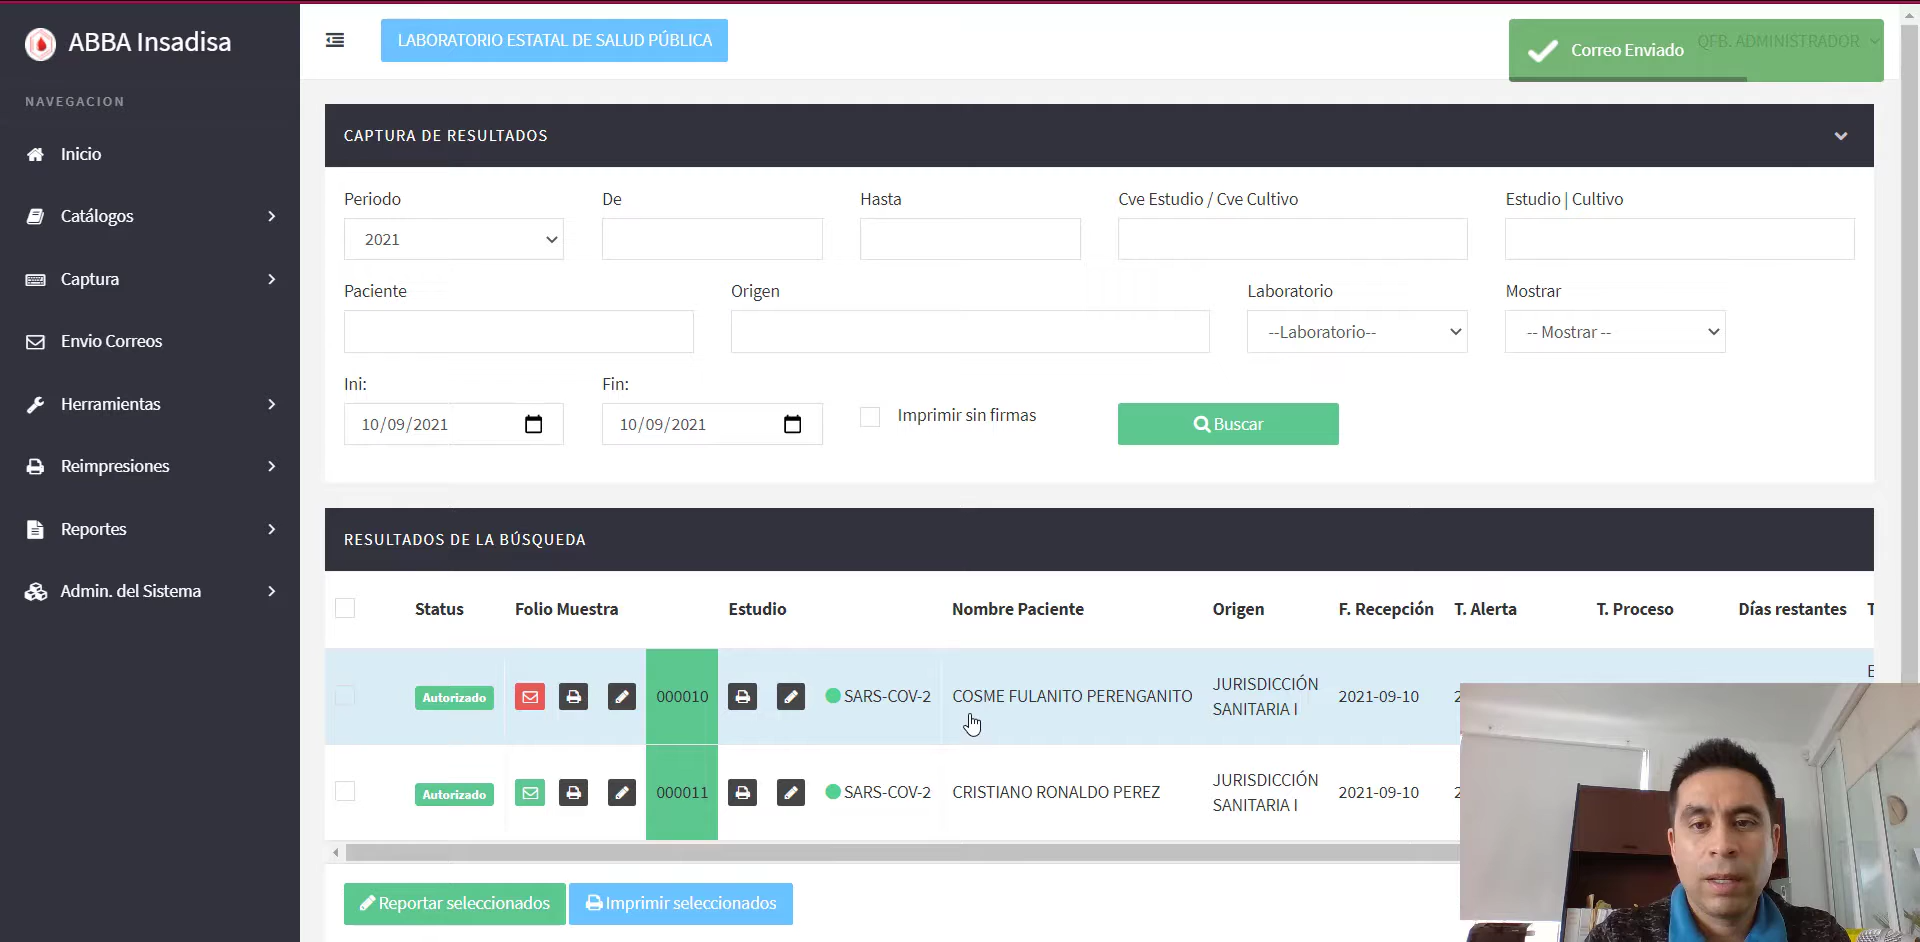 ABBA Insadisa
NAVEGACION
Inicio
Catálogos
Captura
Envio Correos
Herramientas
Reimpresiones
Reportes
Admin. del Sistema
LABORATORIO ESTATAL DE SALUD PÚBLICA
Correo Enviado
QFB. ADMINISTRADOR
CAPTURA DE RESULTADOS
Periodo De Hasta Cve Estudio / Cve Cultivo Estudio | Cultivo
2021
Paciente Origen Laboratorio Mostrar
--Laboratorio-- -- Mostrar --
Ini: Fin:
10/09/2021 10/09/2021 Imprimir sin firmas Buscar
RESULTADOS DE LA BÚSQUEDA
Status Folio Muestra Estudio Nombre Paciente Origen F. Recepción T. Alerta T. Proceso Días restantes T
Autorizado 000010 SARS-COV-2 COSME FULANITO PERENGANITO JURISDICCIÓN SANITARIA I 2021-09-10 2
Autorizado 000011 SARS-COV-2 CRISTIANO RONALDO PEREZ JURISDICCIÓN SANITARIA I 2021-09-10 2
Reportar seleccionados Imprimir seleccionados